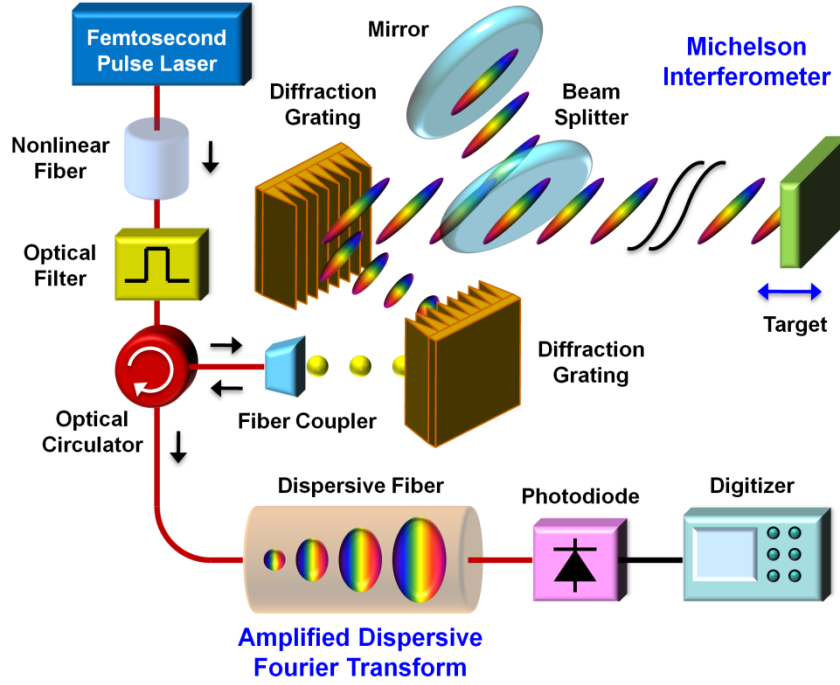 Femtosecond
Pulse Laser
Mirror
Michelson
Interferometer
Diffraction
Grating
Beam
Splitter
Nonlinear
Fiber
Optical
Filter
Target
Diffraction
Grating
Fiber Coupler
Optical
Circulator
Dispersive Fiber
Photodiode
Digitizer
Amplified Dispersive
Fourier Transform